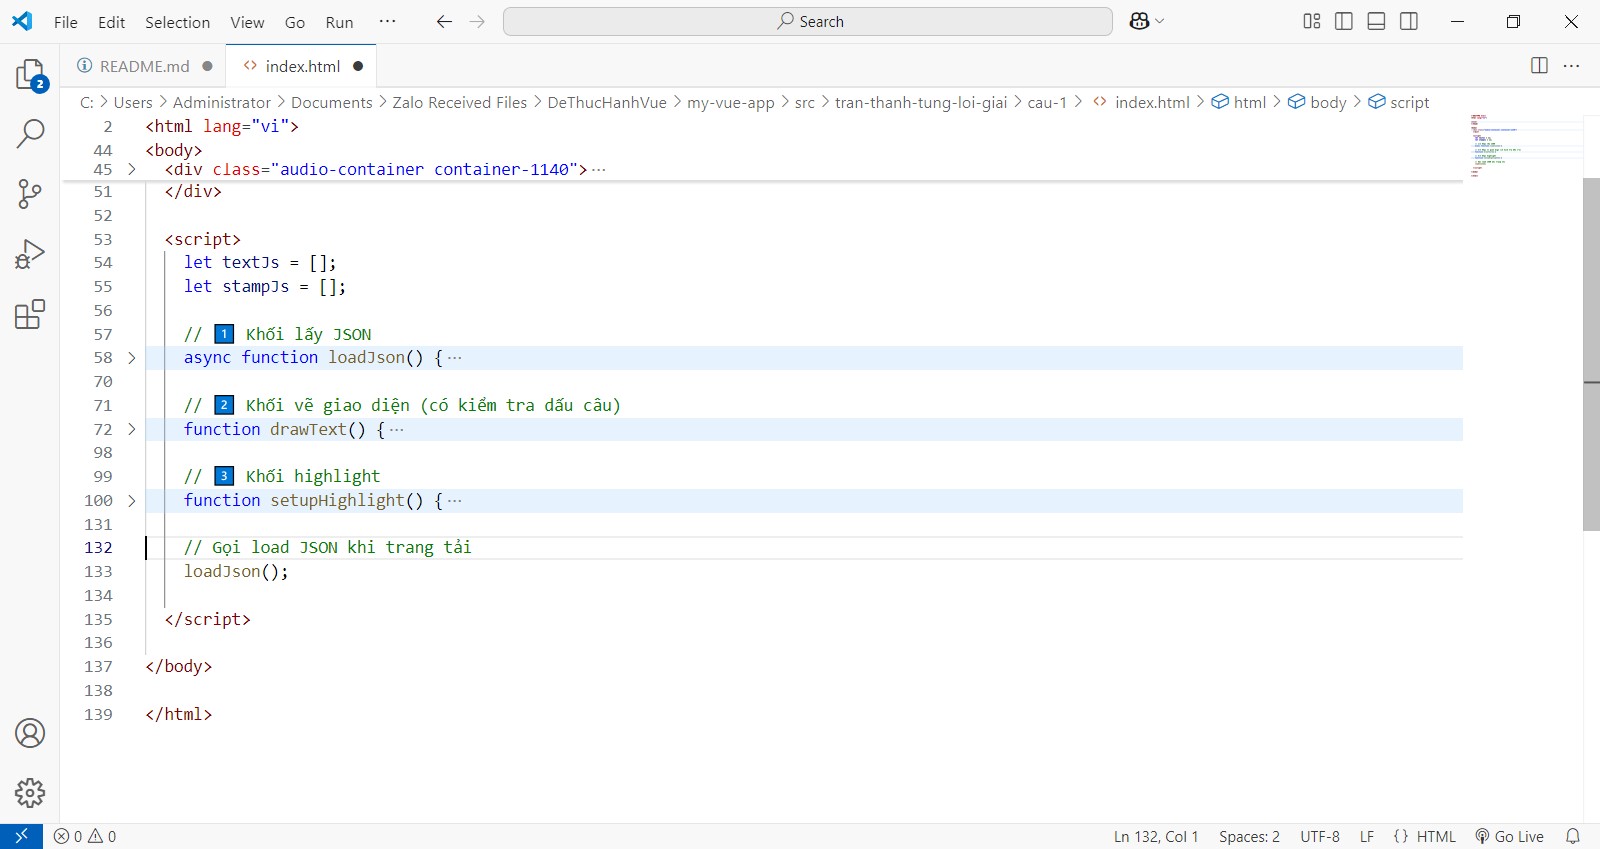 File Edit Selection View Go Run ··· Search
README.md index.html
2
C: > Users > Administrator > Documents > Zalo Received Files > DeThucHanhVue > my-vue-app > src > tran-thanh-tung-loi-giai > cau-1 > <> index.html > html > body > script
2 <html lang="vi">
44 <body>
45 > <div class="audio-container container-1140">···
51 </div>
52
53 <script>
54 let textJs = [];
55 let stampJs = [];
56
57 // 1 Khối lấy JSON
58 > async function loadJson() {···
70
71 // 2 Khối vẽ giao diện (có kiểm tra dấu câu)
72 > function drawText() {···
98
99 // 3 Khối highlight
100 > function setupHighlight() {···
131
132 // Gọi load JSON khi trang tải
133 loadJson();
134
135 </script>
136
137 </body>
138
139 </html>
0 0 Ln 132, Col 1 Spaces: 2 UTF-8 LF {} HTML Go Live